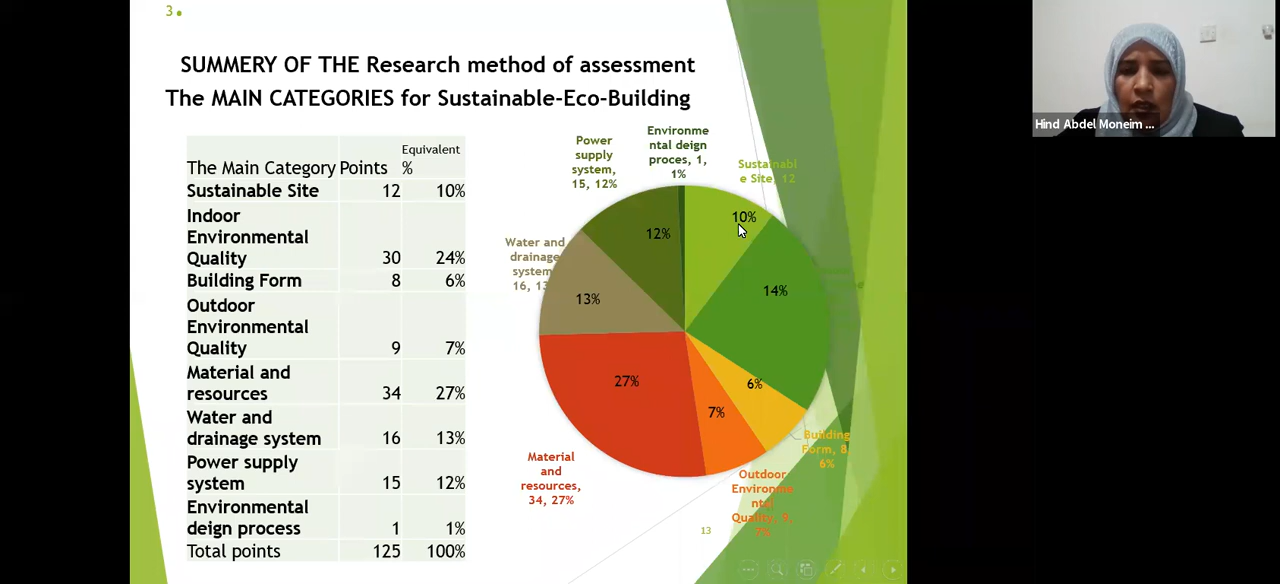 3
SUMMERY OF THE Research method of assessment
The MAIN CATEGORIES for Sustainable-Eco-Building
The Main Category Points Equivalent %
Sustainable Site 12 10%
Indoor
Environmental
Quality 30 24%
Building Form 8 6%
Outdoor
Environmental
Quality 9 7%
Material and
resources 34 27%
Water and
drainage system 16 13%
Power supply
system 15 12%
Environmental
deign process 1 1%
Total points 125 100%
Power
supply
system,
15, 12%
Environme
ntal deign
proces, 1,
1%
Sustainabl
e Site, 12
Water and
drainage
system
16, 13
10%
14%
6%
7%
27%
13%
12%
Building
Form, 8
6%
Outdoor
Environme
ntal
Quality, 9,
7%
Material
and
resources,
34, 27%
13
Hind Abdel Moneim ...